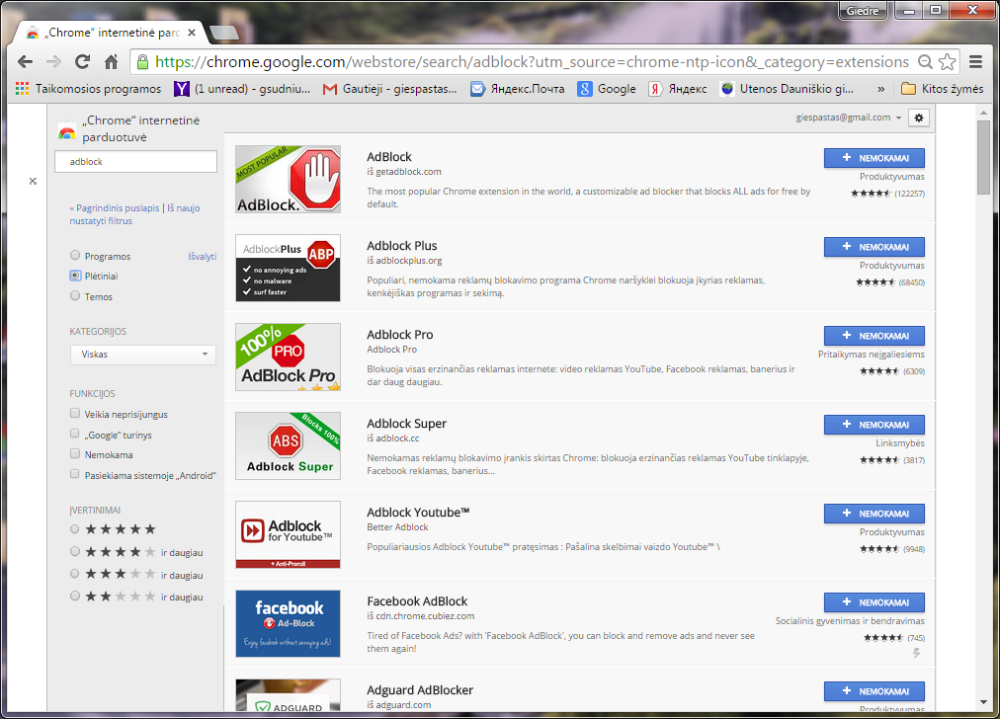 Giedre
„Chrome“ internetinė parc
https://chrome.google.com/webstore/search/adblock?utm_source=chrome-ntp-icon&_category=extensions
Taikomosios programos
(1 unread) - gsudniu...
Gautieji - giespastas...
Яндекс.Почта
Google
Яндекс
Utenos Dauniškio gi...
»
Kitos žymės
„Chrome“ internetinė
parduotuvė
giespastas@gmail.com
adblock
« Pagrindinis puslapis | Iš naujo
nustatyti filtrus
Programos
Išvalyti
Plėtiniai
Temos
KATEGORIJOS
Viskas
FUNKCIJOS
Veikia neprisijungus
„Google“ turinys
Nemokama
Pasiekiama sistemoje „Android“
ĮVERTINIMAI
ir daugiau
ir daugiau
ir daugiau
MOST POPULAR
AdBlock.
AdBlock
iš getadblock.com
The most popular Chrome extension in the world, a customizable ad blocker that blocks ALL ads for free by
default.
+ NEMOKAMAI
Produktyvumas
(122257)
AdblockPlus
ABP
no annoying ads
no malware
surf faster
Adblock Plus
iš adblockplus.org
Populiari, nemokama reklamų blokavimo programa Chrome naršyklei blokuoja įkyrias reklamas,
kenkėjiškas programas ir sekimą.
+ NEMOKAMAI
Produktyvumas
(68450)
100%
PRO
AdBlock Pro
Adblock Pro
Adblock Pro
Blokuoja visas erzinančias reklamas internete: video reklamas YouTube, Facebook reklamas, banerius ir
dar daug daugiau.
+ NEMOKAMAI
Pritaikymas neįgaliesiems
(6309)
Blocks 100%
ABS
Adblock Super
Adblock Super
iš adblock.cc
Nemokamas reklamų blokavimo įrankis skirtas Chrome: blokuoja erzinančias reklamas YouTube tinklapyje,
Facebook reklamas, banerius...
+ NEMOKAMAI
Linksmybės
(3817)
Adblock
for Youtube™
+ Anti-Preroll
Adblock Youtube™
Better Adblock
Populiariausios Adblock Youtube™ pratęsimas : Pašalina skelbimai vaizdo Youtube™ \
+ NEMOKAMAI
Produktyvumas
(9948)
facebook
Ad-Block
Enjoy facebook without annoying ads!
Facebook AdBlock
iš cdn.chrome.cubiez.com
Tired of Facebook Ads? with 'Facebook AdBlock', you can block and remove ads and never see
them again!
+ NEMOKAMAI
Socialinis gyvenimas ir bendravimas
(745)
ADGUARD
Adguard AdBlocker
iš adguard.com
+ NEMOKAMAI
Produktyvumas